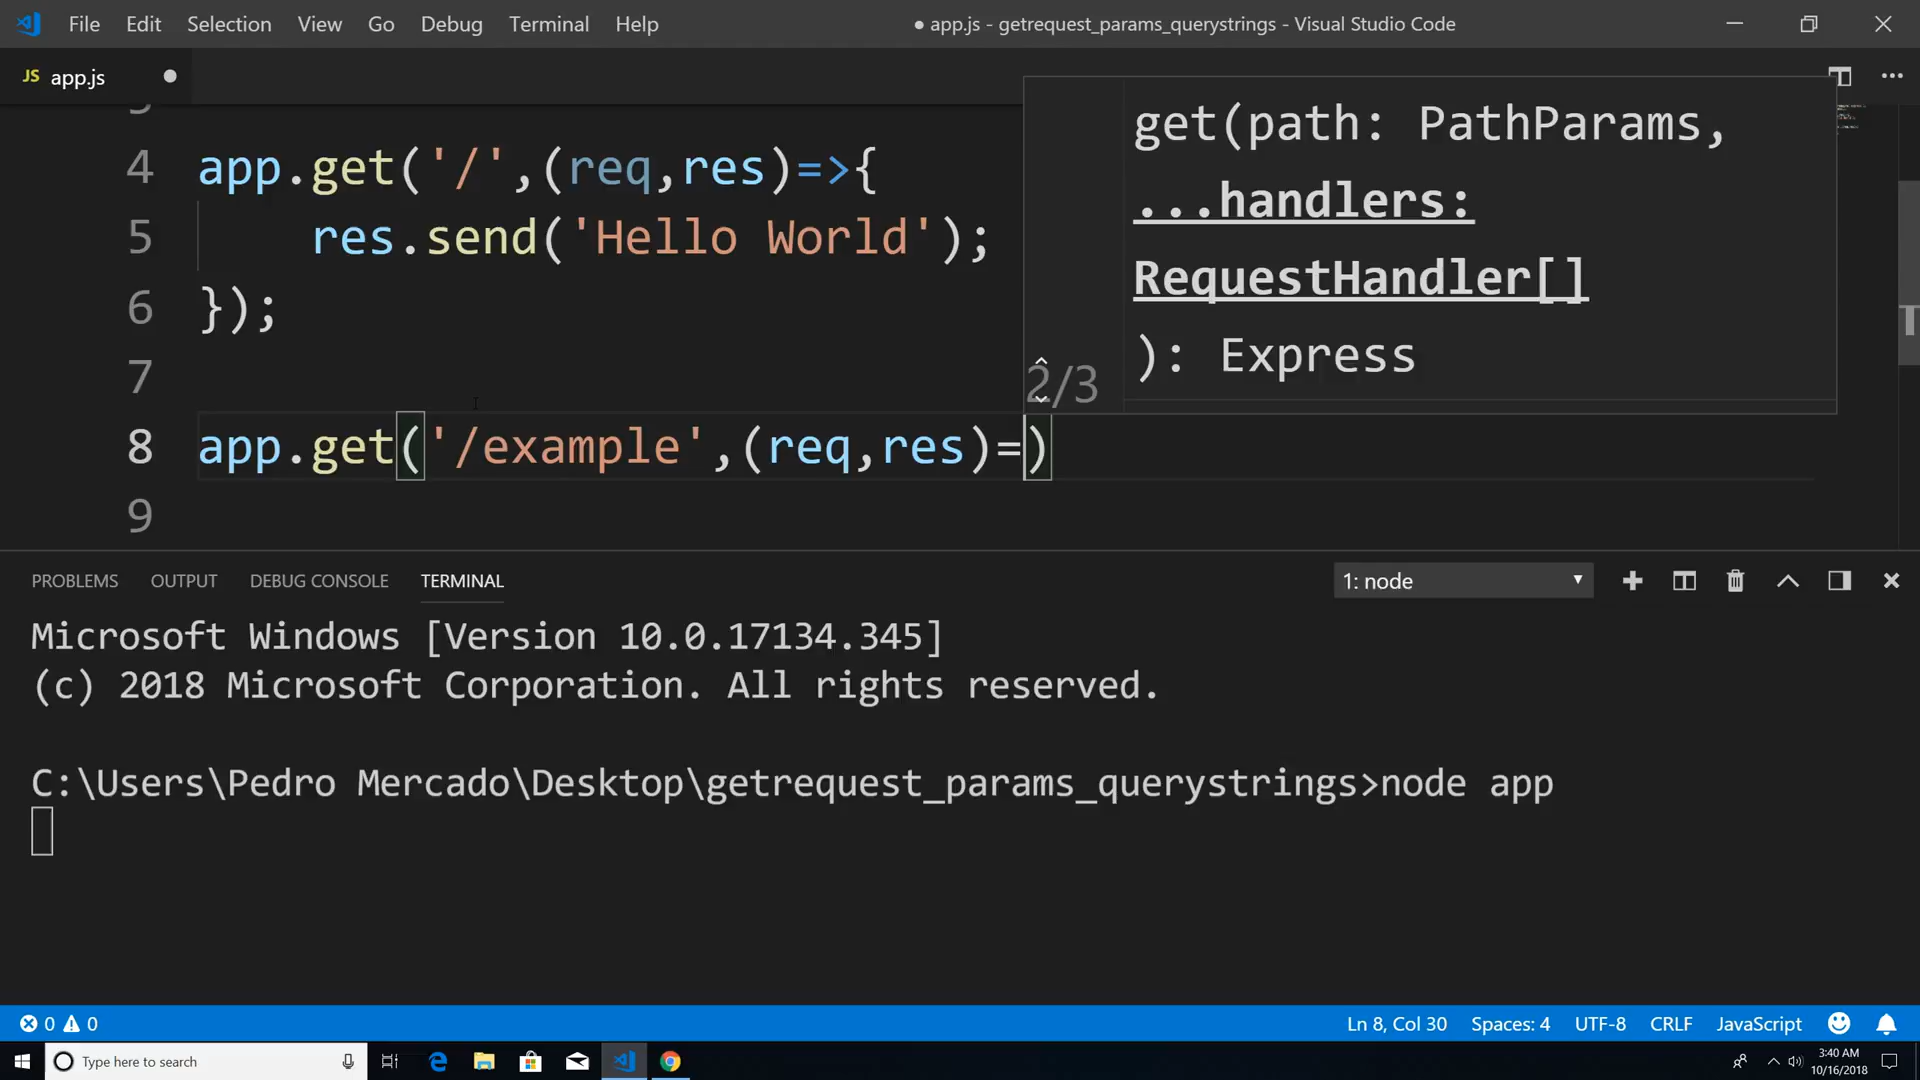 File Edit Selection View Go Debug Terminal Help ● app.js - getrequest_params_querystrings - Visual Studio Code
JS app.js
4 app.get('/',(req,res)=>{
5 res.send('Hello World');
6 });
7
8 app.get('/example',(req,res)=)
9
get(path: PathParams,
...handlers:
RequestHandler[]
): Express
2/3
PROBLEMS OUTPUT DEBUG CONSOLE TERMINAL 1: node
Microsoft Windows [Version 10.0.17134.345]
(c) 2018 Microsoft Corporation. All rights reserved.
C:\Users\Pedro Mercado\Desktop\getrequest_params_querystrings>node app
0 0 Ln 8, Col 30 Spaces: 4 UTF-8 CRLF JavaScript
Type here to search
3:40 AM
10/16/2018